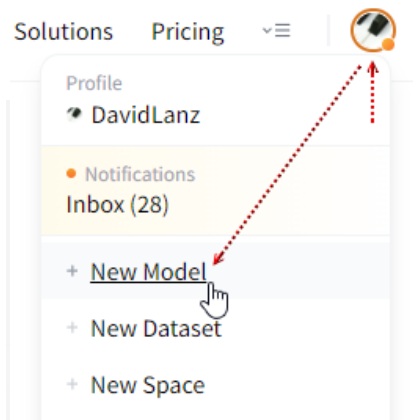 Solutions Pricing
Profile
DavidLanz
Notifications
Inbox (28)
+ New Model
+ New Dataset
+ New Space